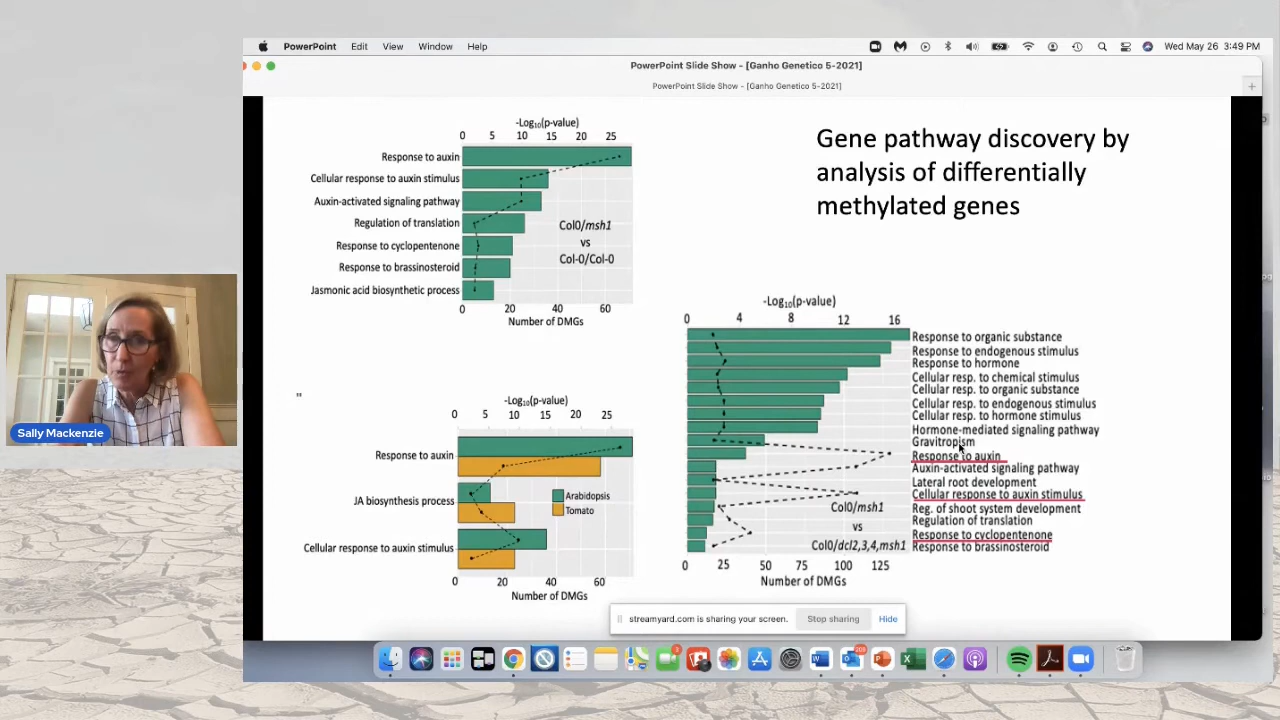 PowerPoint Edit View Window Help
Wed May 26 3:49 PM
PowerPoint Slide Show - [Ganho Genetico 5-2021]
PowerPoint Slide Show - [Ganho Genetico 5-2021]
Gene pathway discovery by
analysis of differentially
methylated genes
-Log10(p-value)
0 5 10 15 20 25
Response to auxin
Cellular response to auxin stimulus
Auxin-activated signaling pathway
Regulation of translation
Response to cyclopentenone
Response to brassinosteroid
Jasmonic acid biosynthetic process
Col0/msh1
vs
Col-0/Col-0
0 20 40 60
Number of DMGs
"
-Log10(p-value)
0 5 10 15 20 25
Response to auxin
JA biosynthesis process
Cellular response to auxin stimulus
Arabidopsis
Tomato
0 20 40 60
Number of DMGs
-Log10(p-value)
0 4 8 12 16
Response to organic substance
Response to endogenous stimulus
Response to hormone
Cellular resp. to chemical stimulus
Cellular resp. to organic substance
Cellular resp. to endogenous stimulus
Cellular resp. to hormone stimulus
Hormone-mediated signaling pathway
Gravitropism
Response to auxin
Auxin-activated signaling pathway
Lateral root development
Cellular response to auxin stimulus
Reg. of shoot system development
Regulation of translation
Response to cyclopentenone
Response to brassinosteroid
Col0/msh1
vs
Col0/dcl2,3,4,msh1
0 25 50 75 100 125
Number of DMGs
Sally Mackenzie
streamyard.com is sharing your screen. Stop sharing Hide